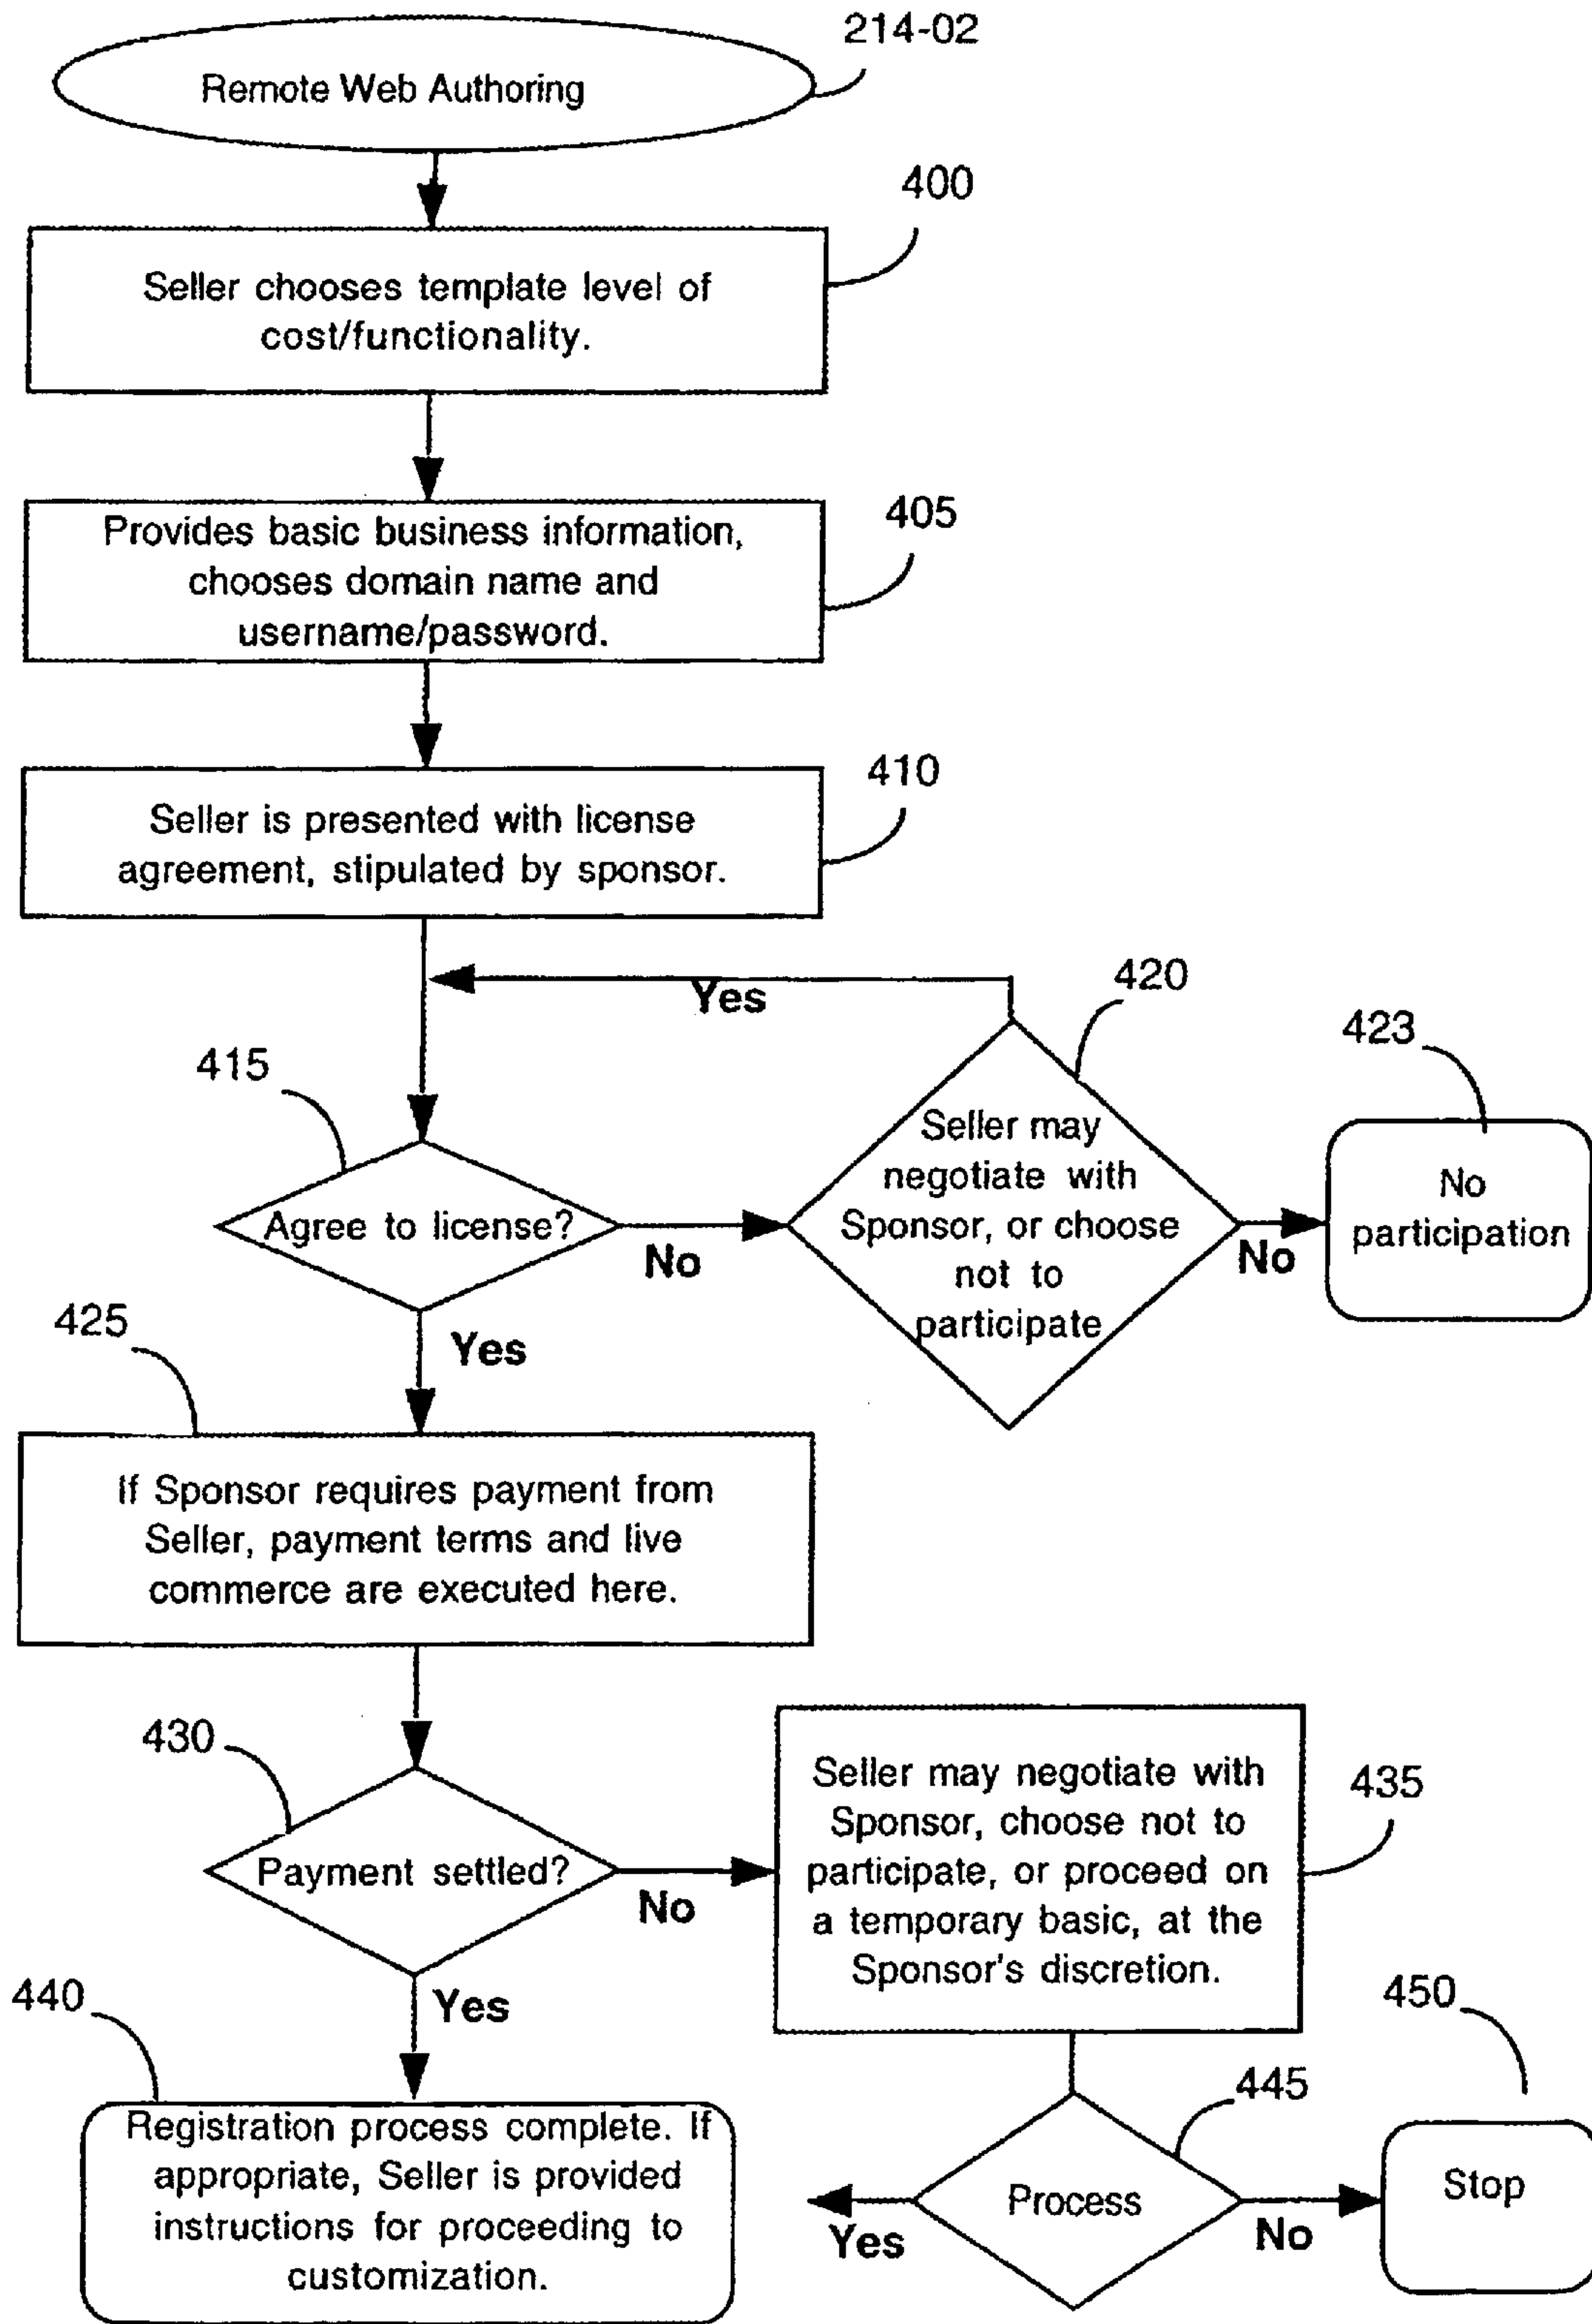 214-02
Remote Web Authoring
400
Seller chooses template level of
cost/functionality.
405
Provides basic business information,
chooses domain name and
username/password.
410
Seller is presented with license
agreement, stipulated by sponsor.
Yes
420
423
415
Seller may
negotiate with
Sponsor, or choose
not to
participate
No
participation
Agree to license?
No
No
425
Yes
If Sponsor requires payment from
Seller, payment terms and live
commerce are executed here.
430
Payment settled?
No
Seller may negotiate with
Sponsor, choose not to
participate, or proceed on
a temporary basic, at the
Sponsor's discretion.
435
440
Yes
450
445
Registration process complete. If
appropriate, Seller is provided
instructions for proceeding to
customization.
Yes
Process
No
Stop